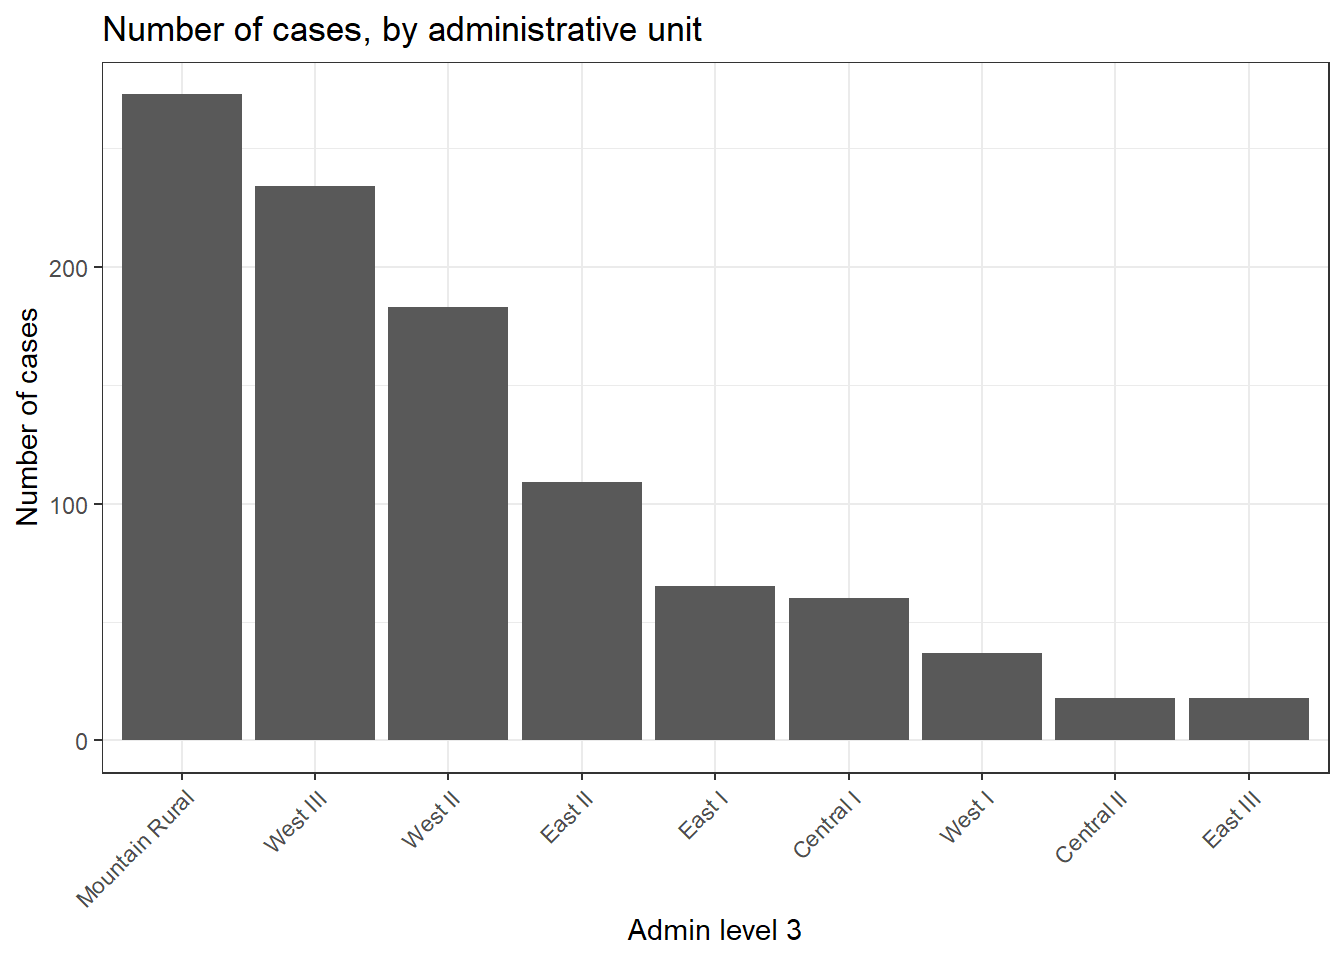 Number of cases, by administrative unit
Number of cases
200
100
0
Mountain Rural
West III
West II
East II
East I
Central I
West I
Central II
East III
Admin level 3